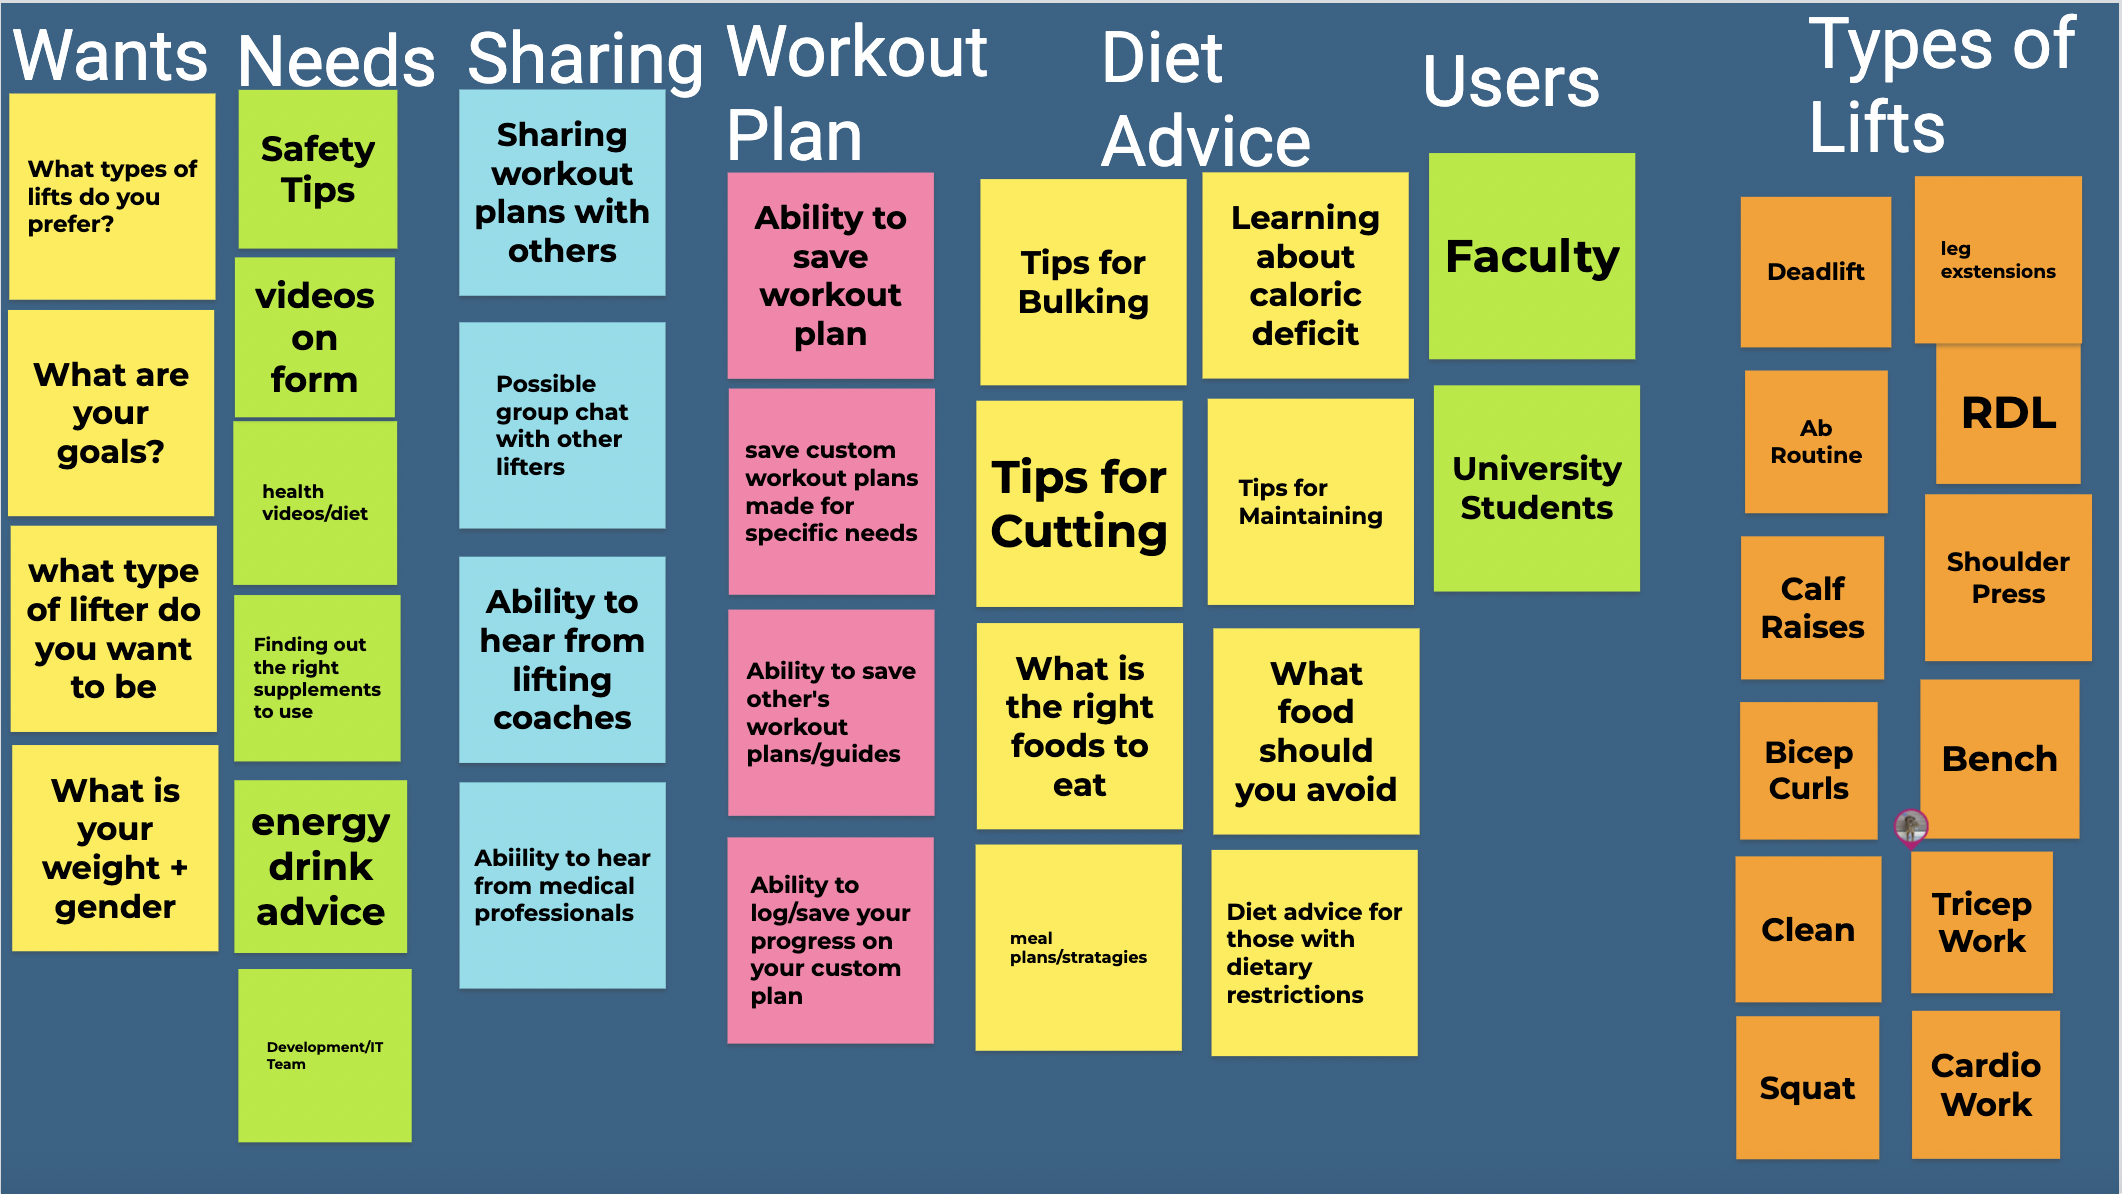 Wants
What types of
lifts do you
prefer?
What are
your
goals?
what type
of lifter do
you want
to be
What is
your
weight +
gender
Needs
Safety
Tips
videos
on
form
health
videos/diet
Finding out
the right
supplements
to use
energy
drink
advice
Development/IT
Team
Sharing
Sharing
workout
plans with
others
Possible
group chat
with other
lifters
Ability to
hear from
lifting
coaches
Abiility to hear
from medical
professionals
Workout
Plan
Ability to
save
workout
plan
save custom
workout plans
made for
specific needs
Ability to save
other's
workout
plans/guides
Ability to
log/save your
progress on
your custom
plan
Diet
Advice
Tips for
Bulking
Learning
about
caloric
deficit
Tips for
Cutting
Tips for
Maintaining
What is
the right
foods to
eat
What
food
should
you avoid
meal
plans/stratagies
Diet advice for
those with
dietary
restrictions
Users
Faculty
University
Students
Types of
Lifts
Deadlift
leg
exstensions
Ab
Routine
RDL
Calf
Raises
Shoulder
Press
Bicep
Curls
Bench
Clean
Tricep
Work
Squat
Cardio
Work